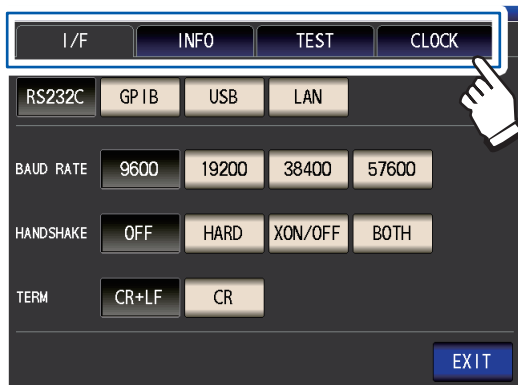 I/F INFO TEST CLOCK
RS232C GPIB USB LAN
BAUD RATE 9600 19200 38400 57600
HANDSHAKE OFF HARD XON/OFF BOTH
TERM CR+LF CR
EXIT